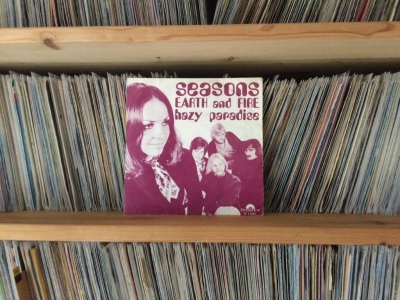 seasons
EARTH and FIRE
hazy paradise